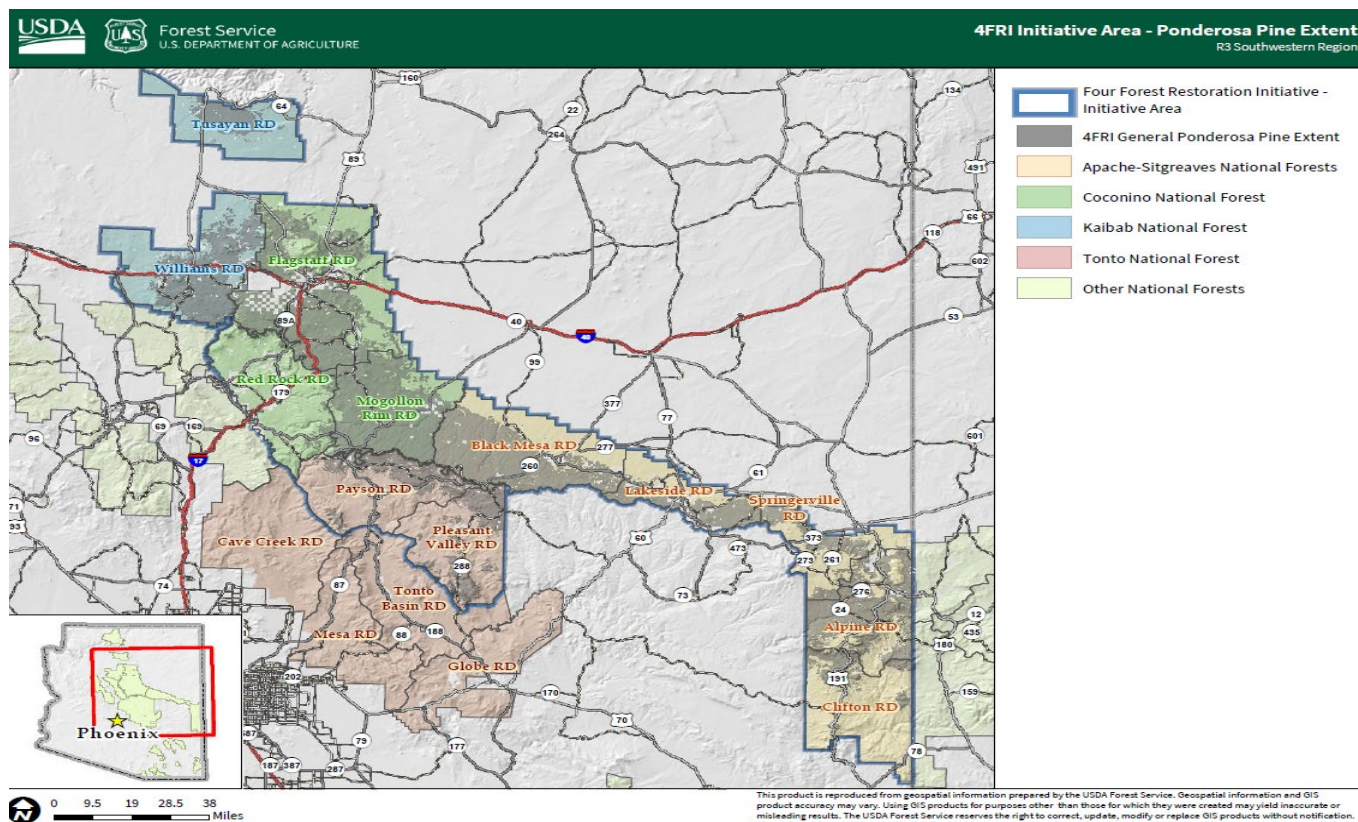 USDA
UAS
Forest Service
U.S. DEPARTMENT OF AGRICULTURE
4FRI Initiative Area - Ponderosa Pine Extent
R3 Southwestern Region
Four Forest Restoration Initiative -
Initiative Area
4FRI General Ponderosa Pine Extent
Apache-Sitgreaves National Forests
Coconino National Forest
Kaibab National Forest
Tonto National Forest
Other National Forests
160
134
64
22
Tusayan RD
264
89
491
66
118
Williams RD
Flagstaff RD
602
53
89A
40
40
99
Red Rock RD
179
Mogollon
Rim RD
377
77
69
169
96
601
17
Black Mesa RD
277
260
61
Payson RD
Lakeside RD
Springerville
RD
71
93
Cave Creek RD
Pleasant
Valley RD
60
373
473
273
261
288
74
87
73
276
Tonto
Basin RD
24
12
Mesa RD
88
188
Alpine RD
435
180
Globe RD
202
191
170
159
70
Clifton RD
Phoenix
79
177
78
187
387
287
N
0 9.5 19 28.5 38
Miles
This product is reproduced from geospatial information prepared by the USDA Forest Service. Geospatial information and GIS
product accuracy may vary. Using GIS products for purposes other than those for which they were created may yield inaccurate or
misleading results. The USDA Forest Service reserves the right to correct, update, modify or replace GIS products without notification.